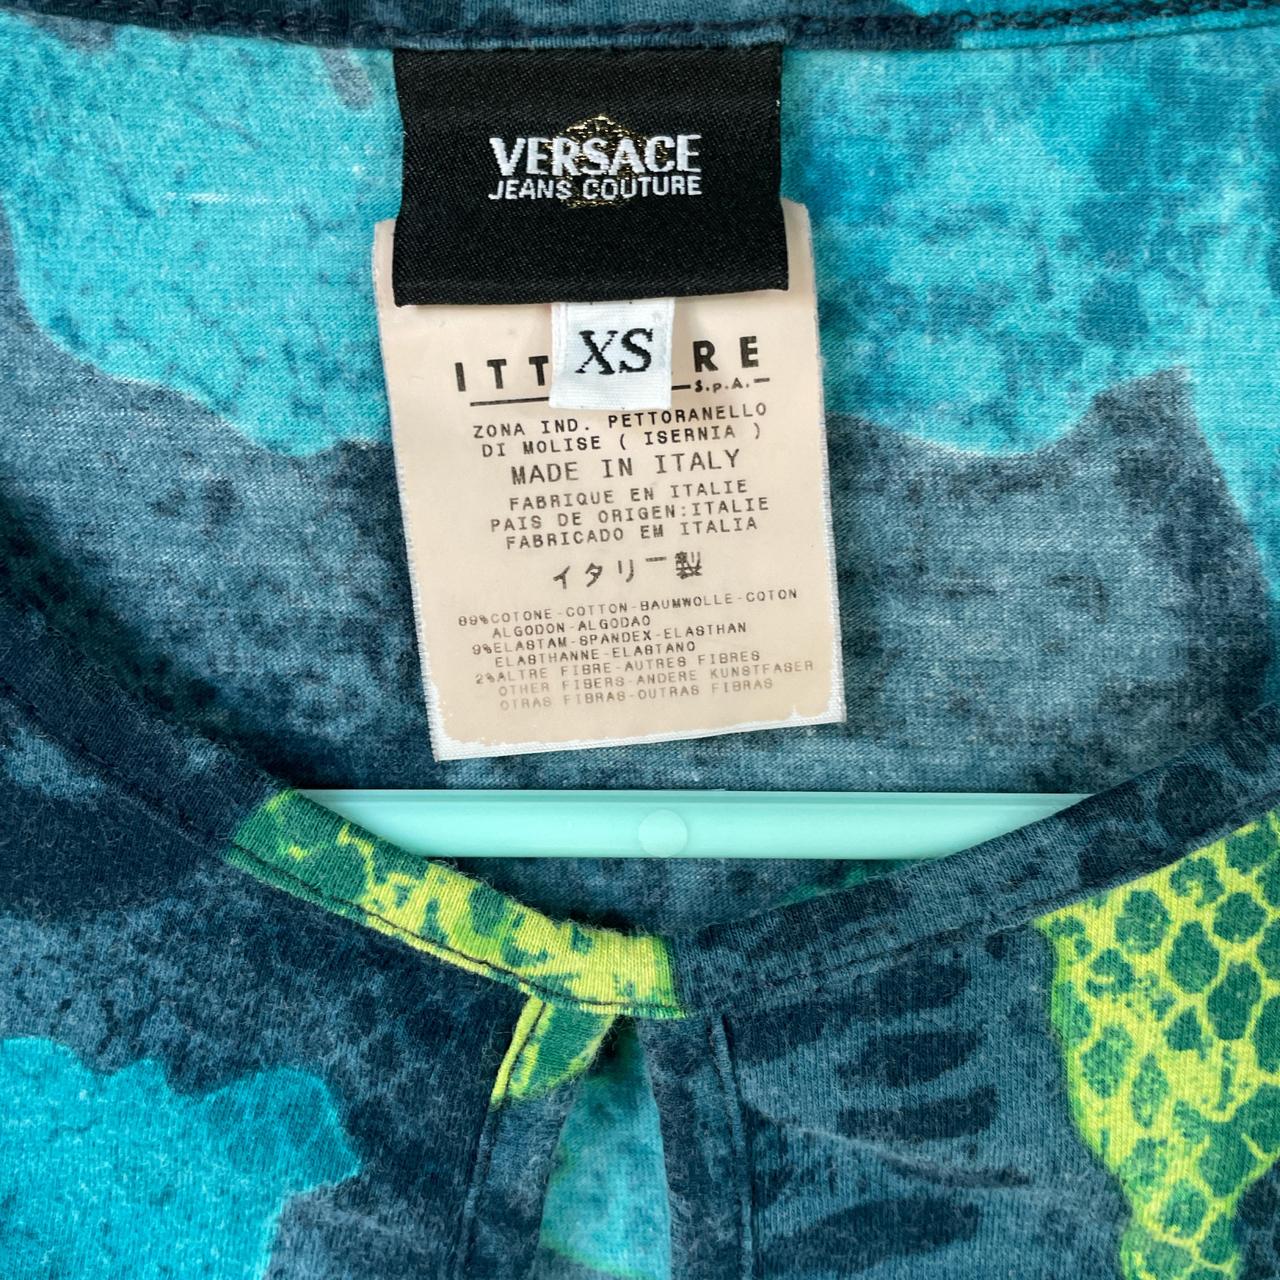 VERSACE
JEANS COUTURE
XS
S.p.A.
ZONA IND. PETTORANELLO
DI MOLISE ( ISERNIA )
MADE IN ITALY
FABRIQUE EN ITALIE
PAIS DE ORIGEN:ITALIE
FABRICADO EM ITALIA
イタリー製
89%COTONE-COTTON-BAUMWOLLE-COTON
ALGODON-ALGODAO
9%ELASTAM-SPANDEX-ELASTHAN
ELASTHANNE-ELASTANO
2%ALTRE FIBRE-AUTRES FIBRES
OTHER FIBERS-ANDERE KUNSTFASER
OTRAS FIBRAS-OUTRAS FIBRAS